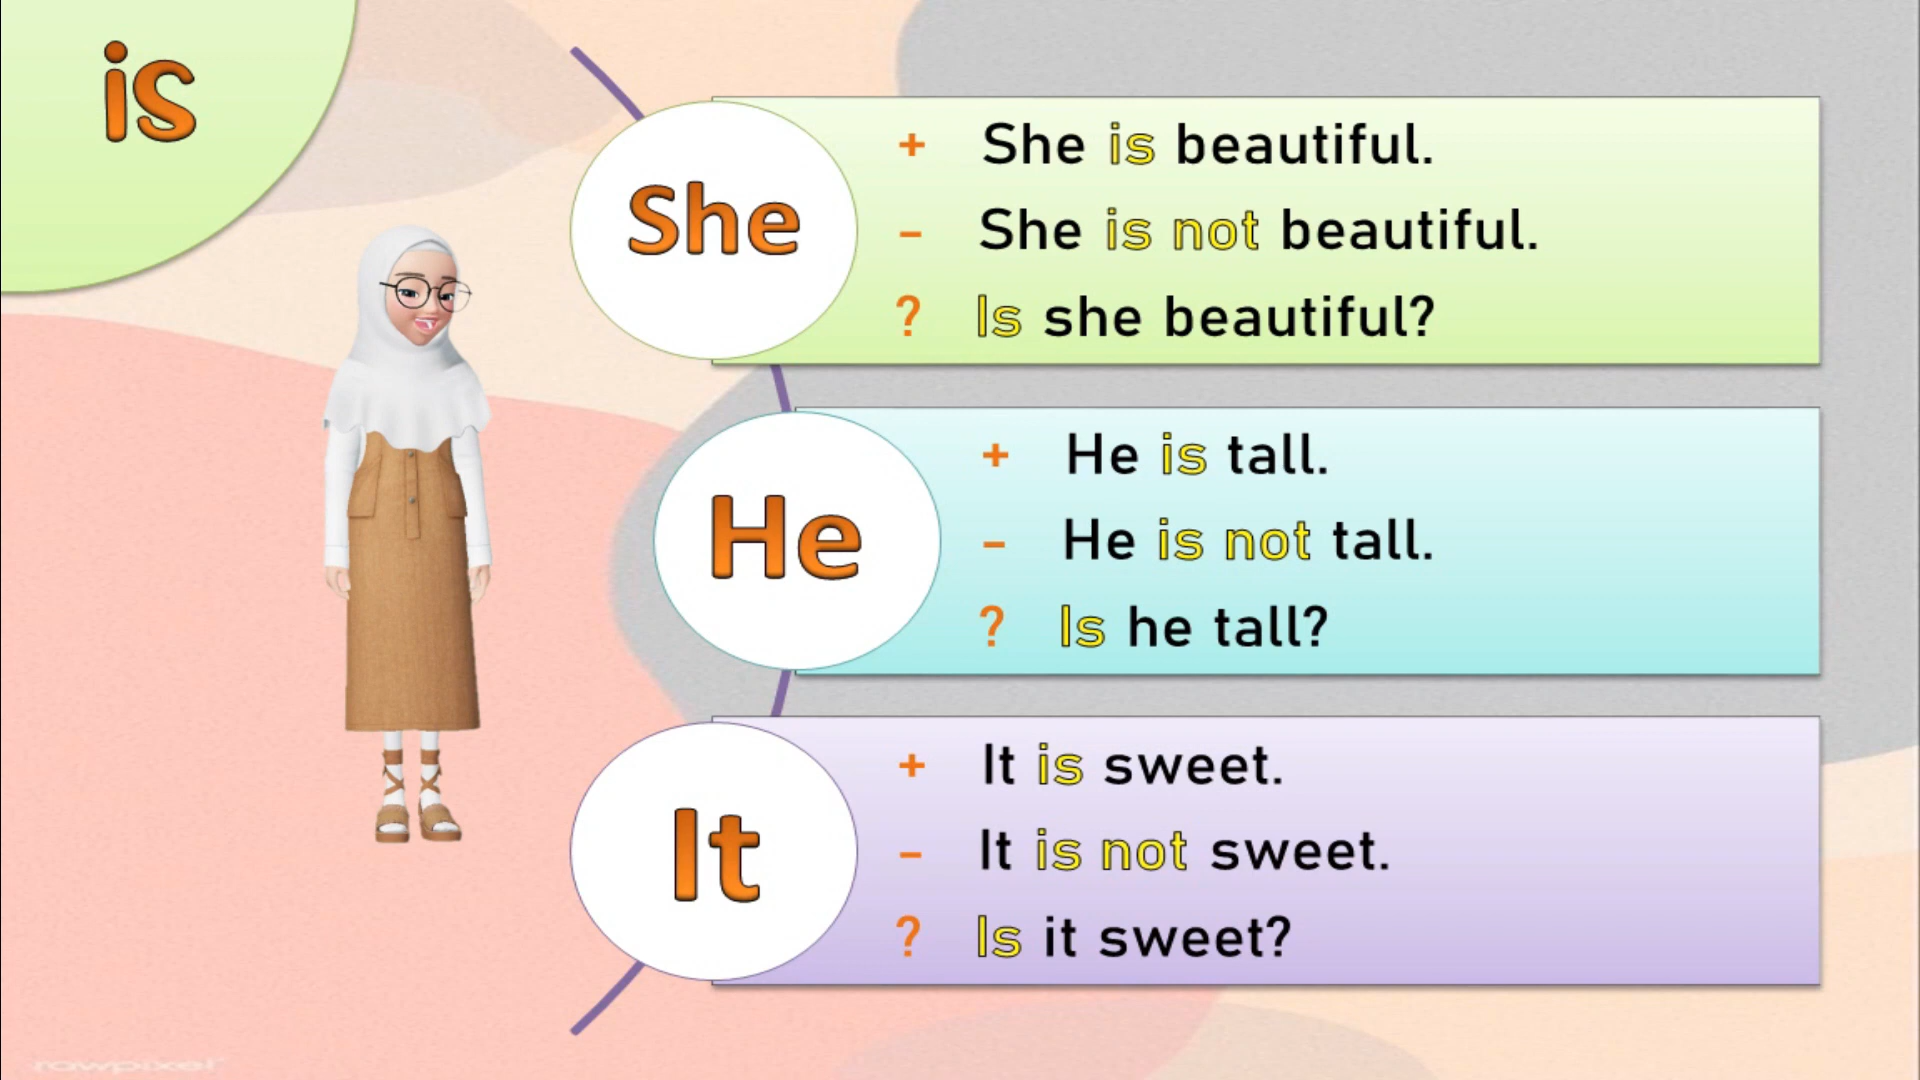 is
She
+ She is beautiful.
- She is not beautiful.
? Is she beautiful?
He
+ He is tall.
- He is not tall.
? Is he tall?
It
+ It is sweet.
- It is not sweet.
? Is it sweet?
rawpixel